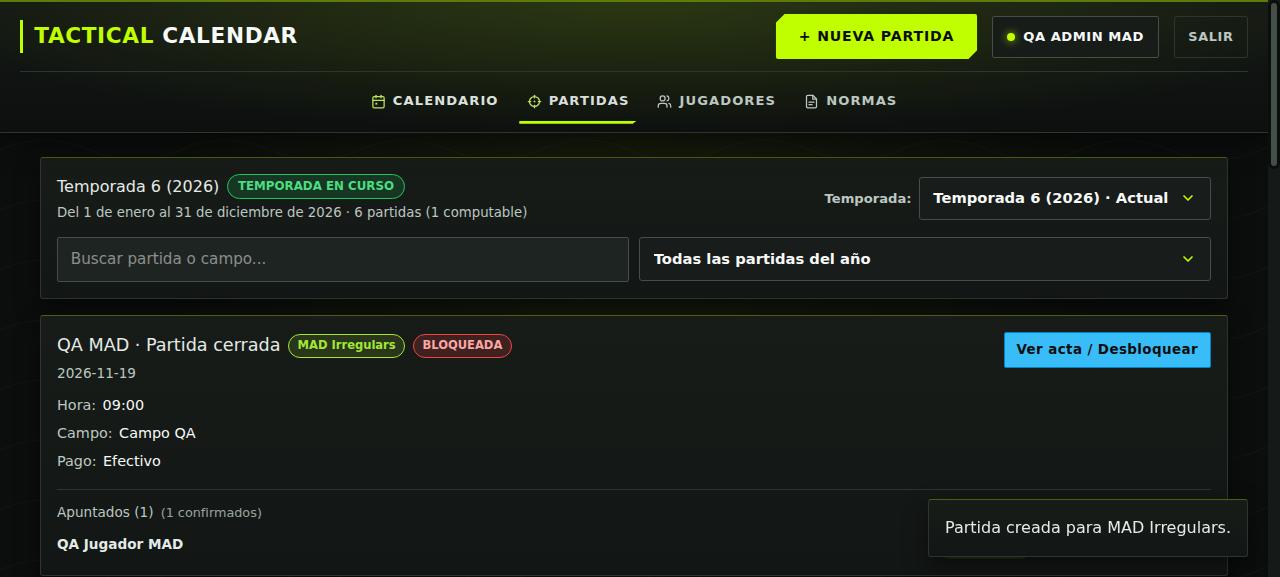 TACTICAL CALENDAR
+ NUEVA PARTIDA
QA ADMIN MAD
SALIR
CALENDARIO
PARTIDAS
JUGADORES
NORMAS
Temporada 6 (2026)
TEMPORADA EN CURSO
Del 1 de enero al 31 de diciembre de 2026 · 6 partidas (1 computable)
Temporada:
Temporada 6 (2026) · Actual
Buscar partida o campo...
Todas las partidas del año
QA MAD · Partida cerrada
MAD Irregulars
BLOQUEADA
Ver acta / Desbloquear
2026-11-19
Hora: 09:00
Campo: Campo QA
Pago: Efectivo
Apuntados (1) (1 confirmados)
QA Jugador MAD
Partida creada para MAD Irregulars.